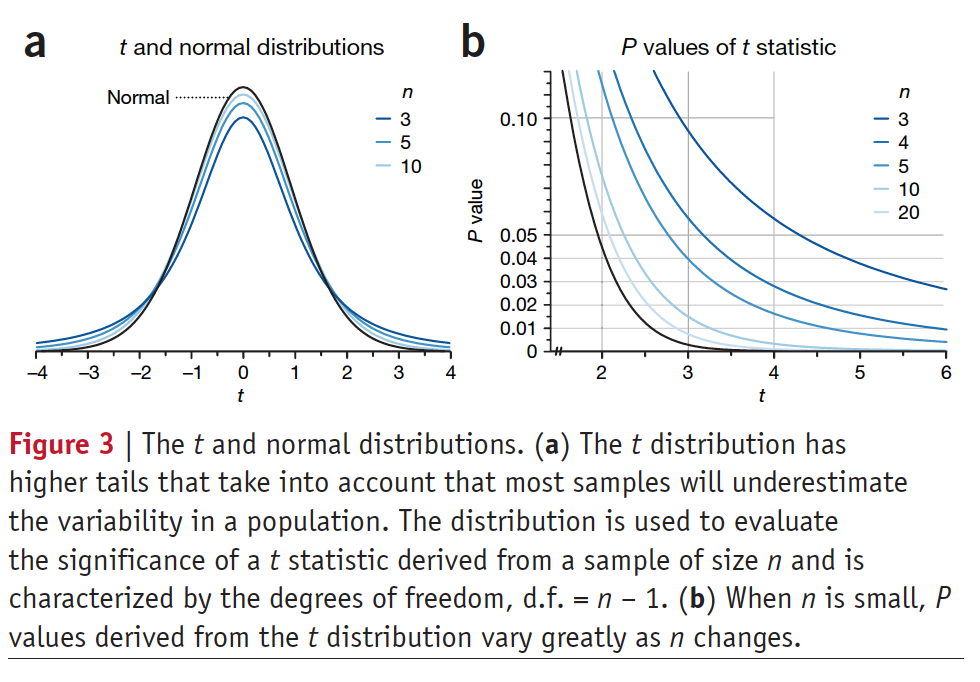 a
t and normal distributions
Normal
n
3
5
10
–4 –3 –2 –1 0 1 2 3 4
t
b
P values of t statistic
P value
0.10
0.05
0.04
0.03
0.02
0.01
0
n
3
4
5
10
20
2 3 4 5 6
t
Figure 3 | The t and normal distributions. (a) The t distribution has
higher tails that take into account that most samples will underestimate
the variability in a population. The distribution is used to evaluate
the significance of a t statistic derived from a sample of size n and is
characterized by the degrees of freedom, d.f. = n – 1. (b) When n is small, P
values derived from the t distribution vary greatly as n changes.